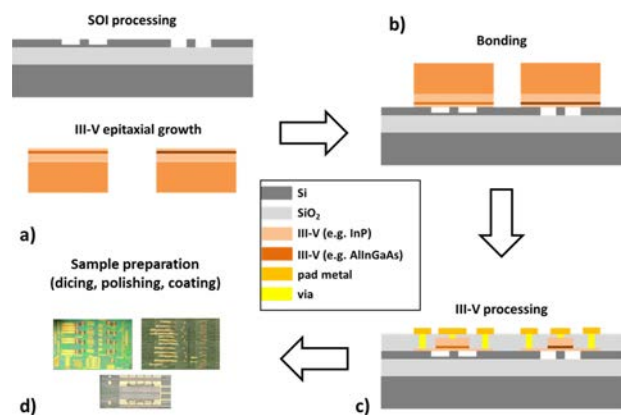 SOI processing
III-V epitaxial growth
a)
b)
Bonding
Si
SiO₂
III-V (e.g. InP)
III-V (e.g. AlInGaAs)
pad metal
via
III-V processing
c)
Sample preparation
(dicing, polishing, coating)
d)